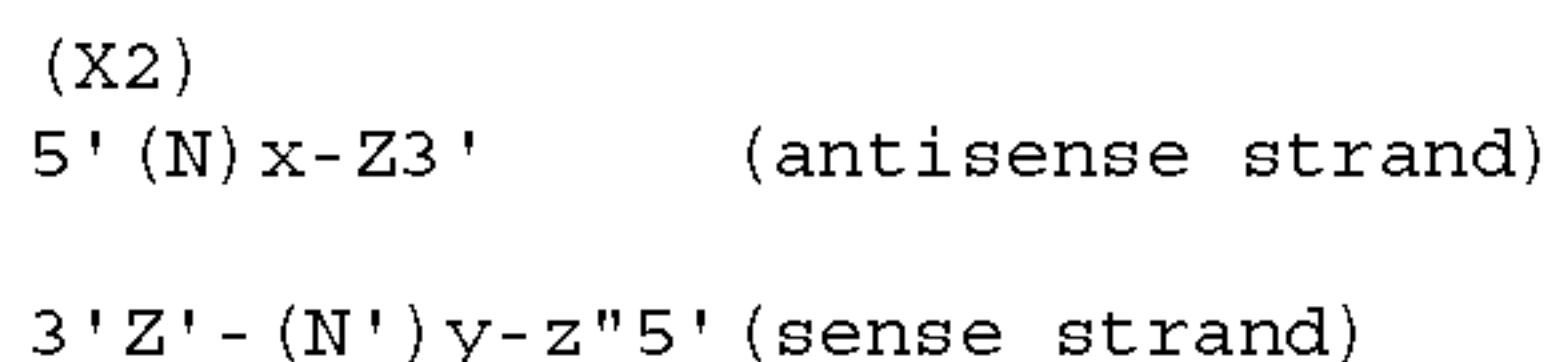 (X2)
5'(N)x-Z3' (antisense strand)
3'Z'-(N')y-z"5'(sense strand)